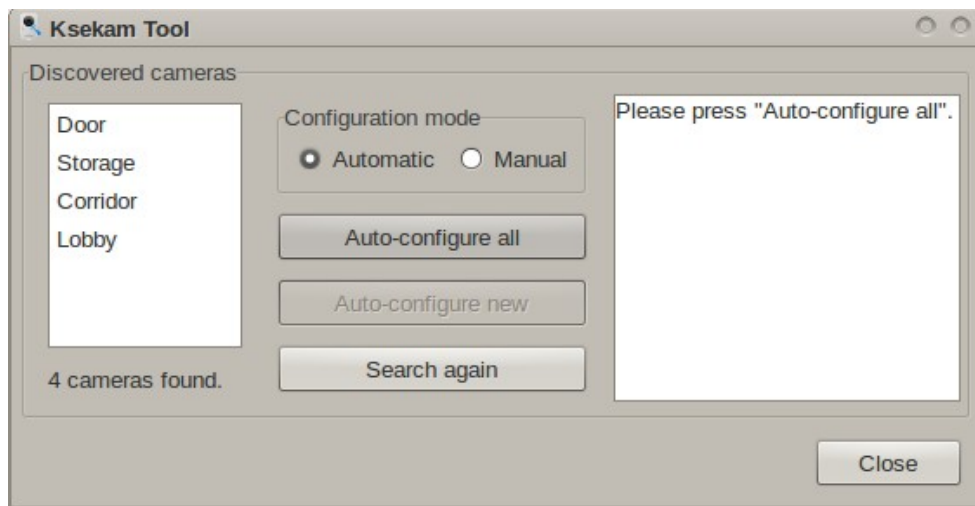 Ksekam Tool
Discovered cameras
Door
Storage
Corridor
Lobby
4 cameras found.
Configuration mode
Automatic Manual
Auto-configure all
Auto-configure new
Search again
Please press "Auto-configure all".
Close